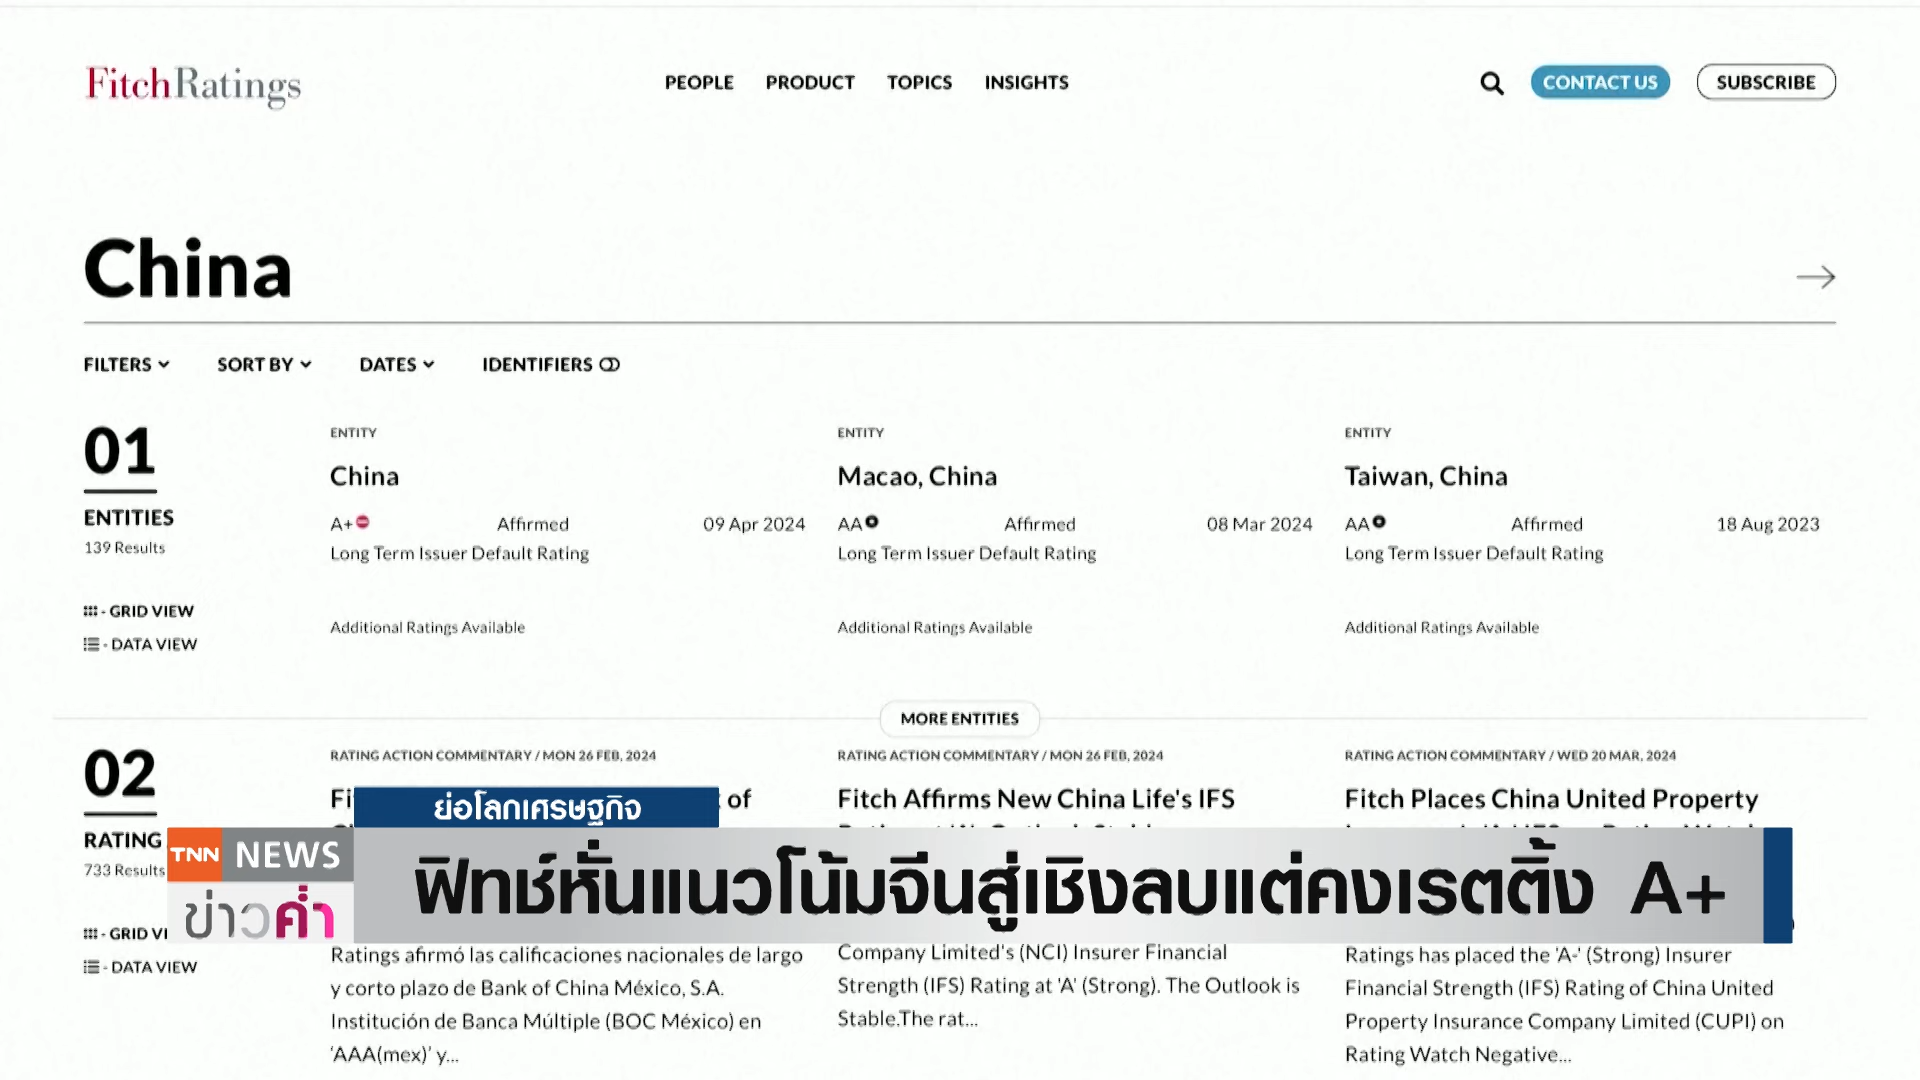 FitchRatings
PEOPLE PRODUCT TOPICS INSIGHTS
CONTACT US
SUBSCRIBE
China
FILTERS SORT BY DATES IDENTIFIERS
01
ENTITIES
139 Results
- GRID VIEW
- DATA VIEW
ENTITY
China
A+ Affirmed 09 Apr 2024
Long Term Issuer Default Rating
Additional Ratings Available
ENTITY
Macao, China
AA Affirmed 08 Mar 2024
Long Term Issuer Default Rating
Additional Ratings Available
ENTITY
Taiwan, China
AA Affirmed 18 Aug 2023
Long Term Issuer Default Rating
Additional Ratings Available
MORE ENTITIES
02
RATING
733 Results
- GRID VI
- DATA VIEW
RATING ACTION COMMENTARY / MON 26 FEB, 2024
Fi of
Ratings afirmó las calificaciones nacionales de largo
y corto plazo de Bank of China México, S.A.
Institución de Banca Múltiple (BOC México) en
'AAA(mex)' y...
RATING ACTION COMMENTARY / MON 26 FEB, 2024
Fitch Affirms New China Life's IFS
Company Limited's (NCI) Insurer Financial
Strength (IFS) Rating at 'A' (Strong). The Outlook is
Stable.The rat...
RATING ACTION COMMENTARY / WED 20 MAR, 2024
Fitch Places China United Property
Ratings has placed the 'A-' (Strong) Insurer
Financial Strength (IFS) Rating of China United
Property Insurance Company Limited (CUPI) on
Rating Watch Negative...
ย่อโลกเศรษฐกิจ
TNN NEWS
ข่าวค่ำ
ฟิทช์หั่นแนวโน้มจีนสู่เชิงลบแต่คงเรตติ้ง A+